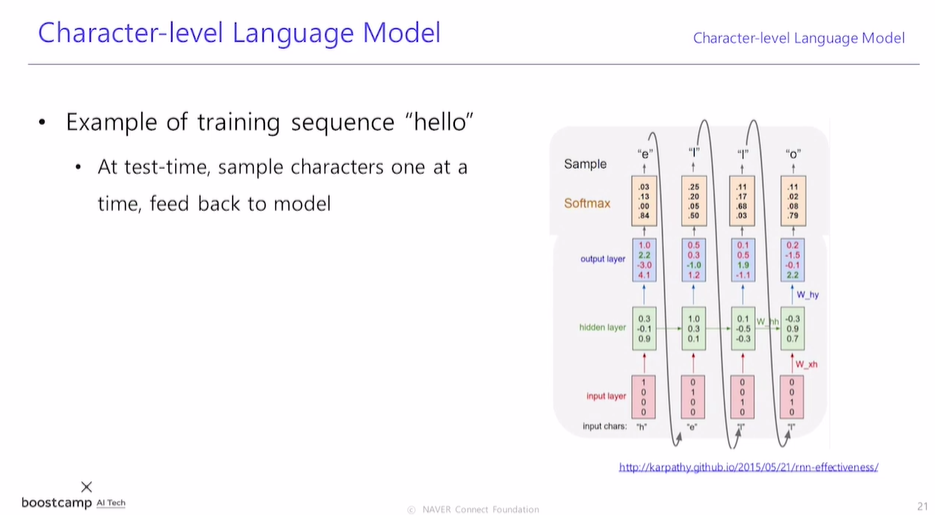 Character-level Language Model
Character-level Language Model
• Example of training sequence “hello”
• At test-time, sample characters one at a
time, feed back to model
Sample
“e” “l” “l” “o”
Softmax
.03 .25 .11 .11
.13 .20 .17 .02
.00 .05 .68 .08
.84 .50 .03 .79
output layer
1.0 0.5 0.1 0.2
2.2 0.3 0.5 -1.5
-3.0 -1.0 1.9 -0.1
4.1 1.2 -1.1 2.2
W_hy
hidden layer
0.3 1.0 0.1 -0.3
-0.1 0.3 -0.5 0.9
0.9 0.1 -0.3 0.7
W_hh
W_xh
input layer
1 0 0 0
0 1 0 0
0 0 1 1
0 0 0 0
input chars: “h” “e” “l” “l”
http://karpathy.github.io/2015/05/21/rnn-effectiveness/
boostcamp AI Tech
© NAVER Connect Foundation
21